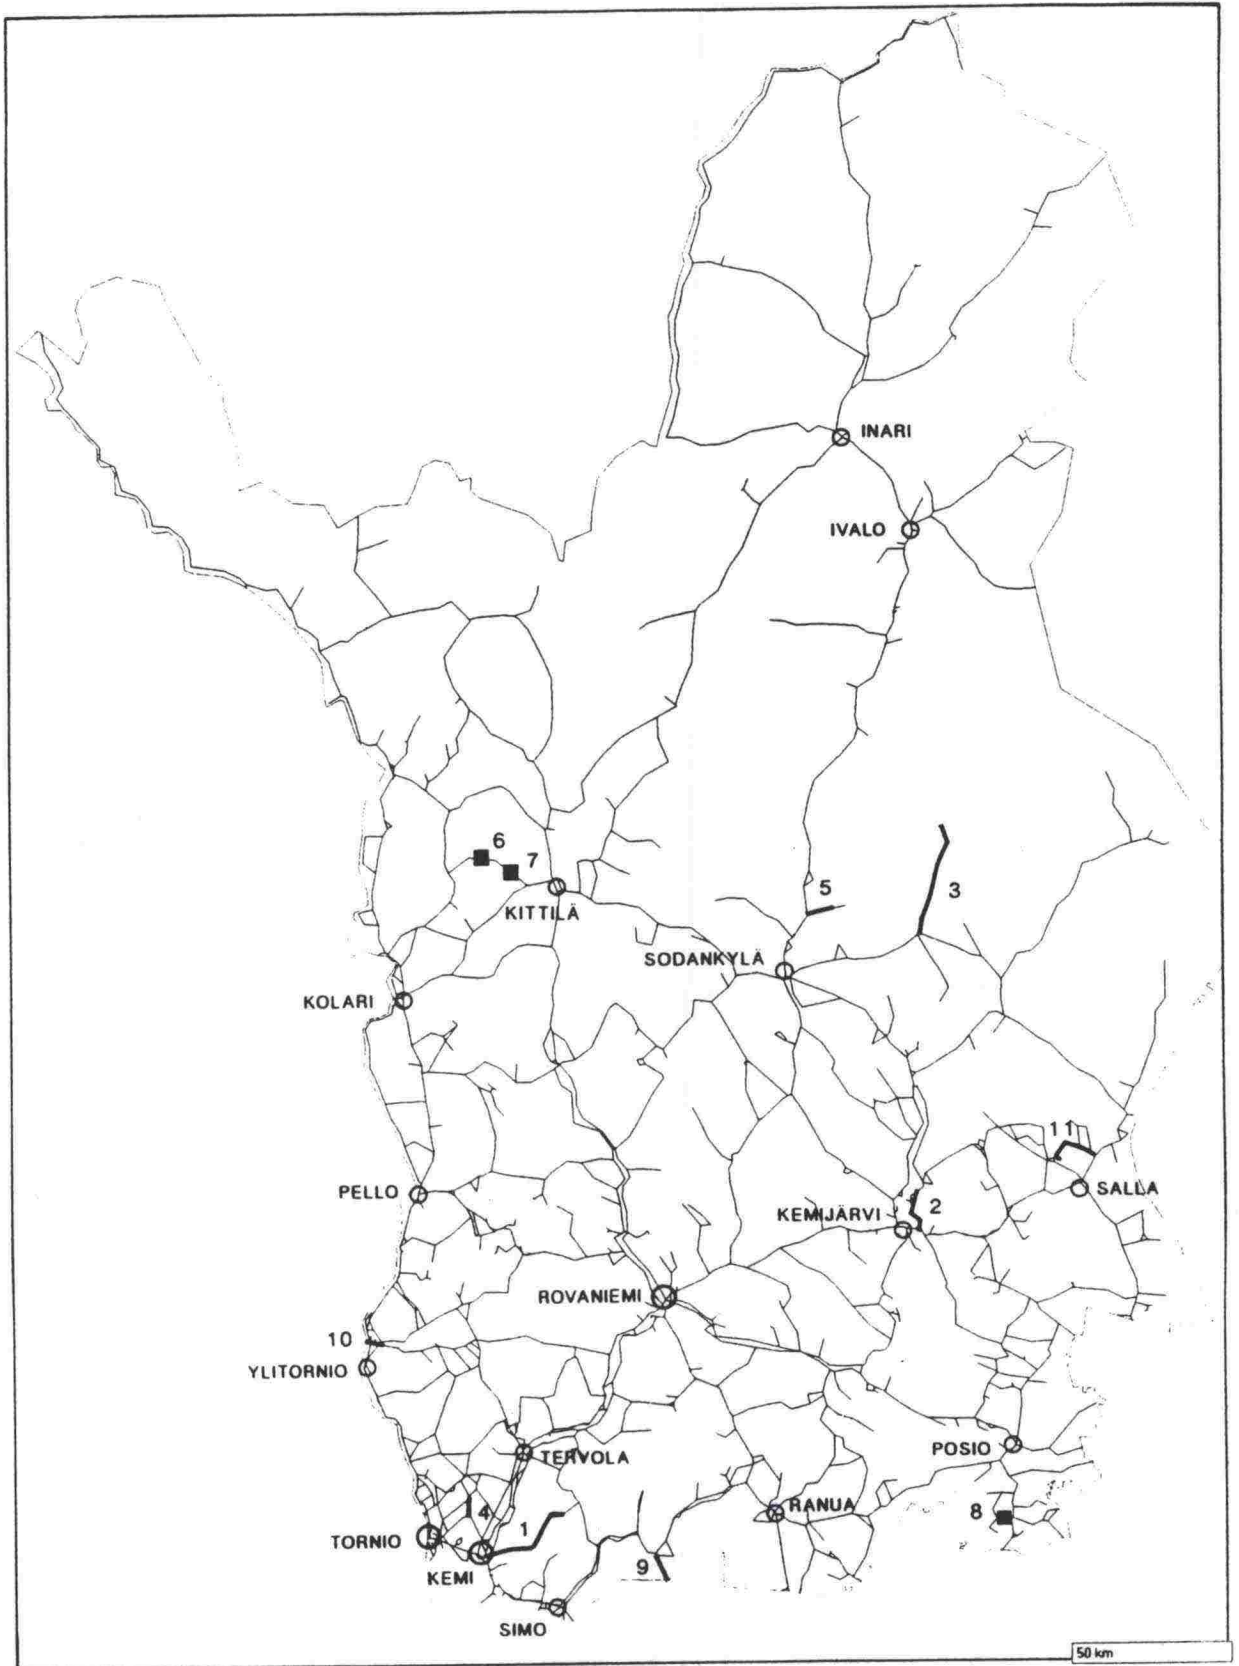 INARI
IVALO
6
7
5
3
KITTILÄ
SODANKYLÄ
KOLARI
11
PELLO
SALLA
KEMIJÄRVI
2
ROVANIEMI
10
YLITORNIO
POSIO
TERVOLA
RANUA
4
1
8
TORNIO
KEMI
9
SIMO
50 km